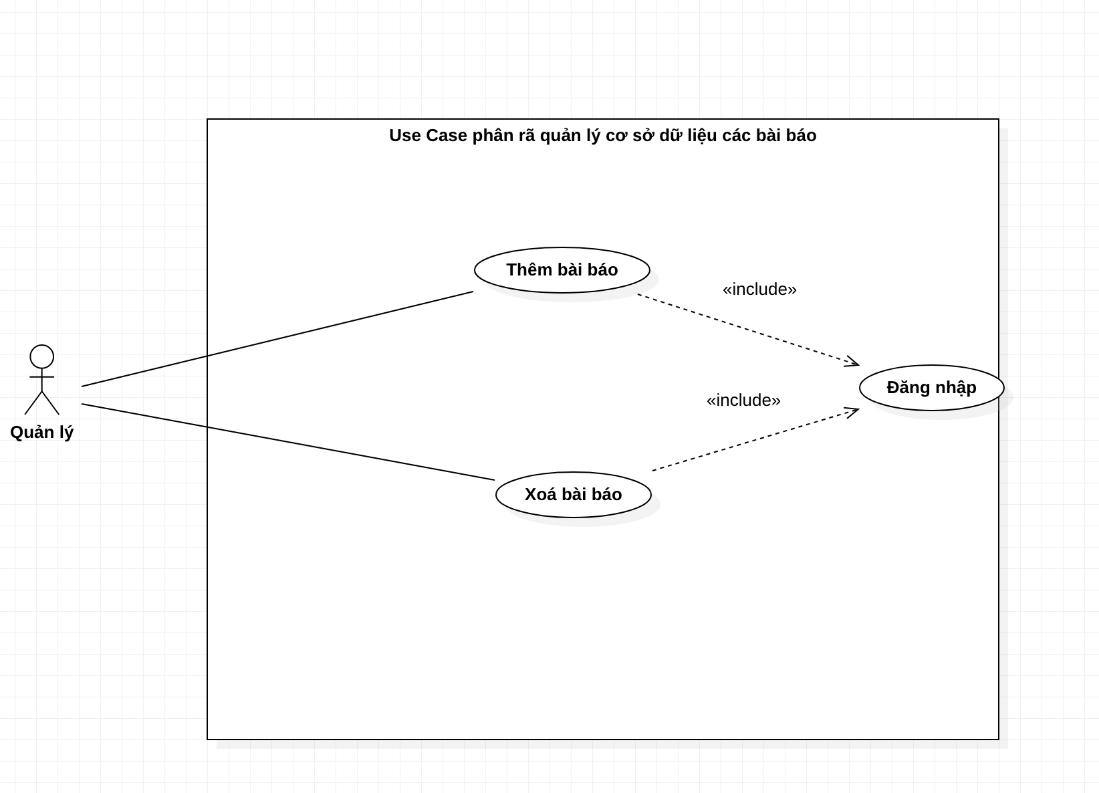 Use Case phân rã quản lý cơ sở dữ liệu các bài báo
Thêm bài báo
«include»
Đăng nhập
«include»
Quản lý
Xoá bài báo